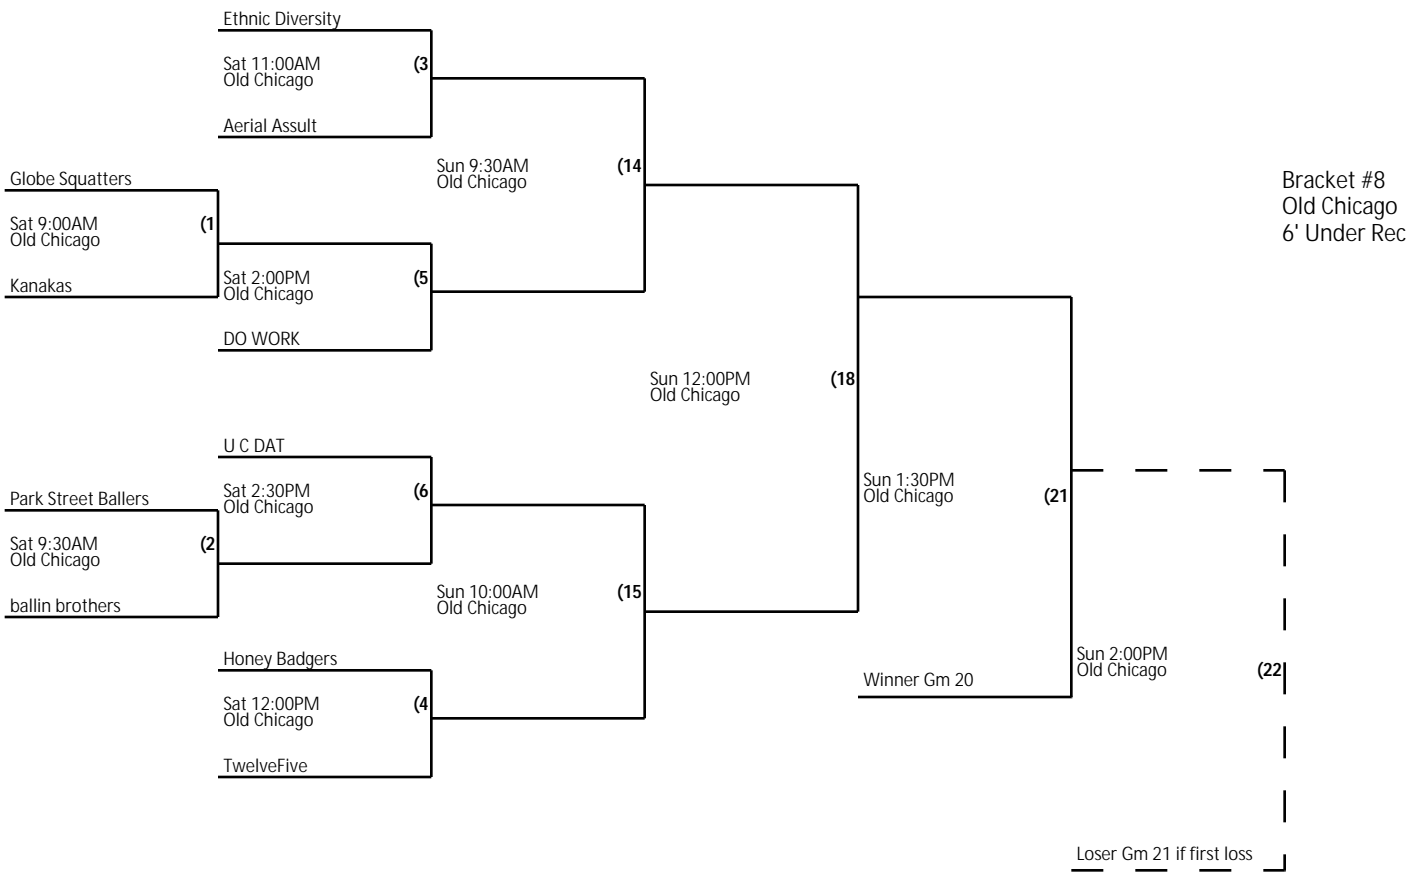 Ethnic Diversity
Sat 11:00AM
Old Chicago
(3
Aerial Assult
Sun 9:30AM
Old Chicago
(14
Globe Squatters
Sat 9:00AM
Old Chicago
(1
Kanakas
Sat 2:00PM
Old Chicago
(5
DO WORK
Bracket #8
Old Chicago
6' Under Rec
Sun 12:00PM
Old Chicago
(18
U C DAT
Sat 2:30PM
Old Chicago
(6
Park Street Ballers
Sat 9:30AM
Old Chicago
(2
ballin brothers
Sun 10:00AM
Old Chicago
(15
Sun 1:30PM
Old Chicago
(21
Honey Badgers
Sat 12:00PM
Old Chicago
(4
TwelveFive
Winner Gm 20
Sun 2:00PM
Old Chicago
(22
Loser Gm 21 if first loss